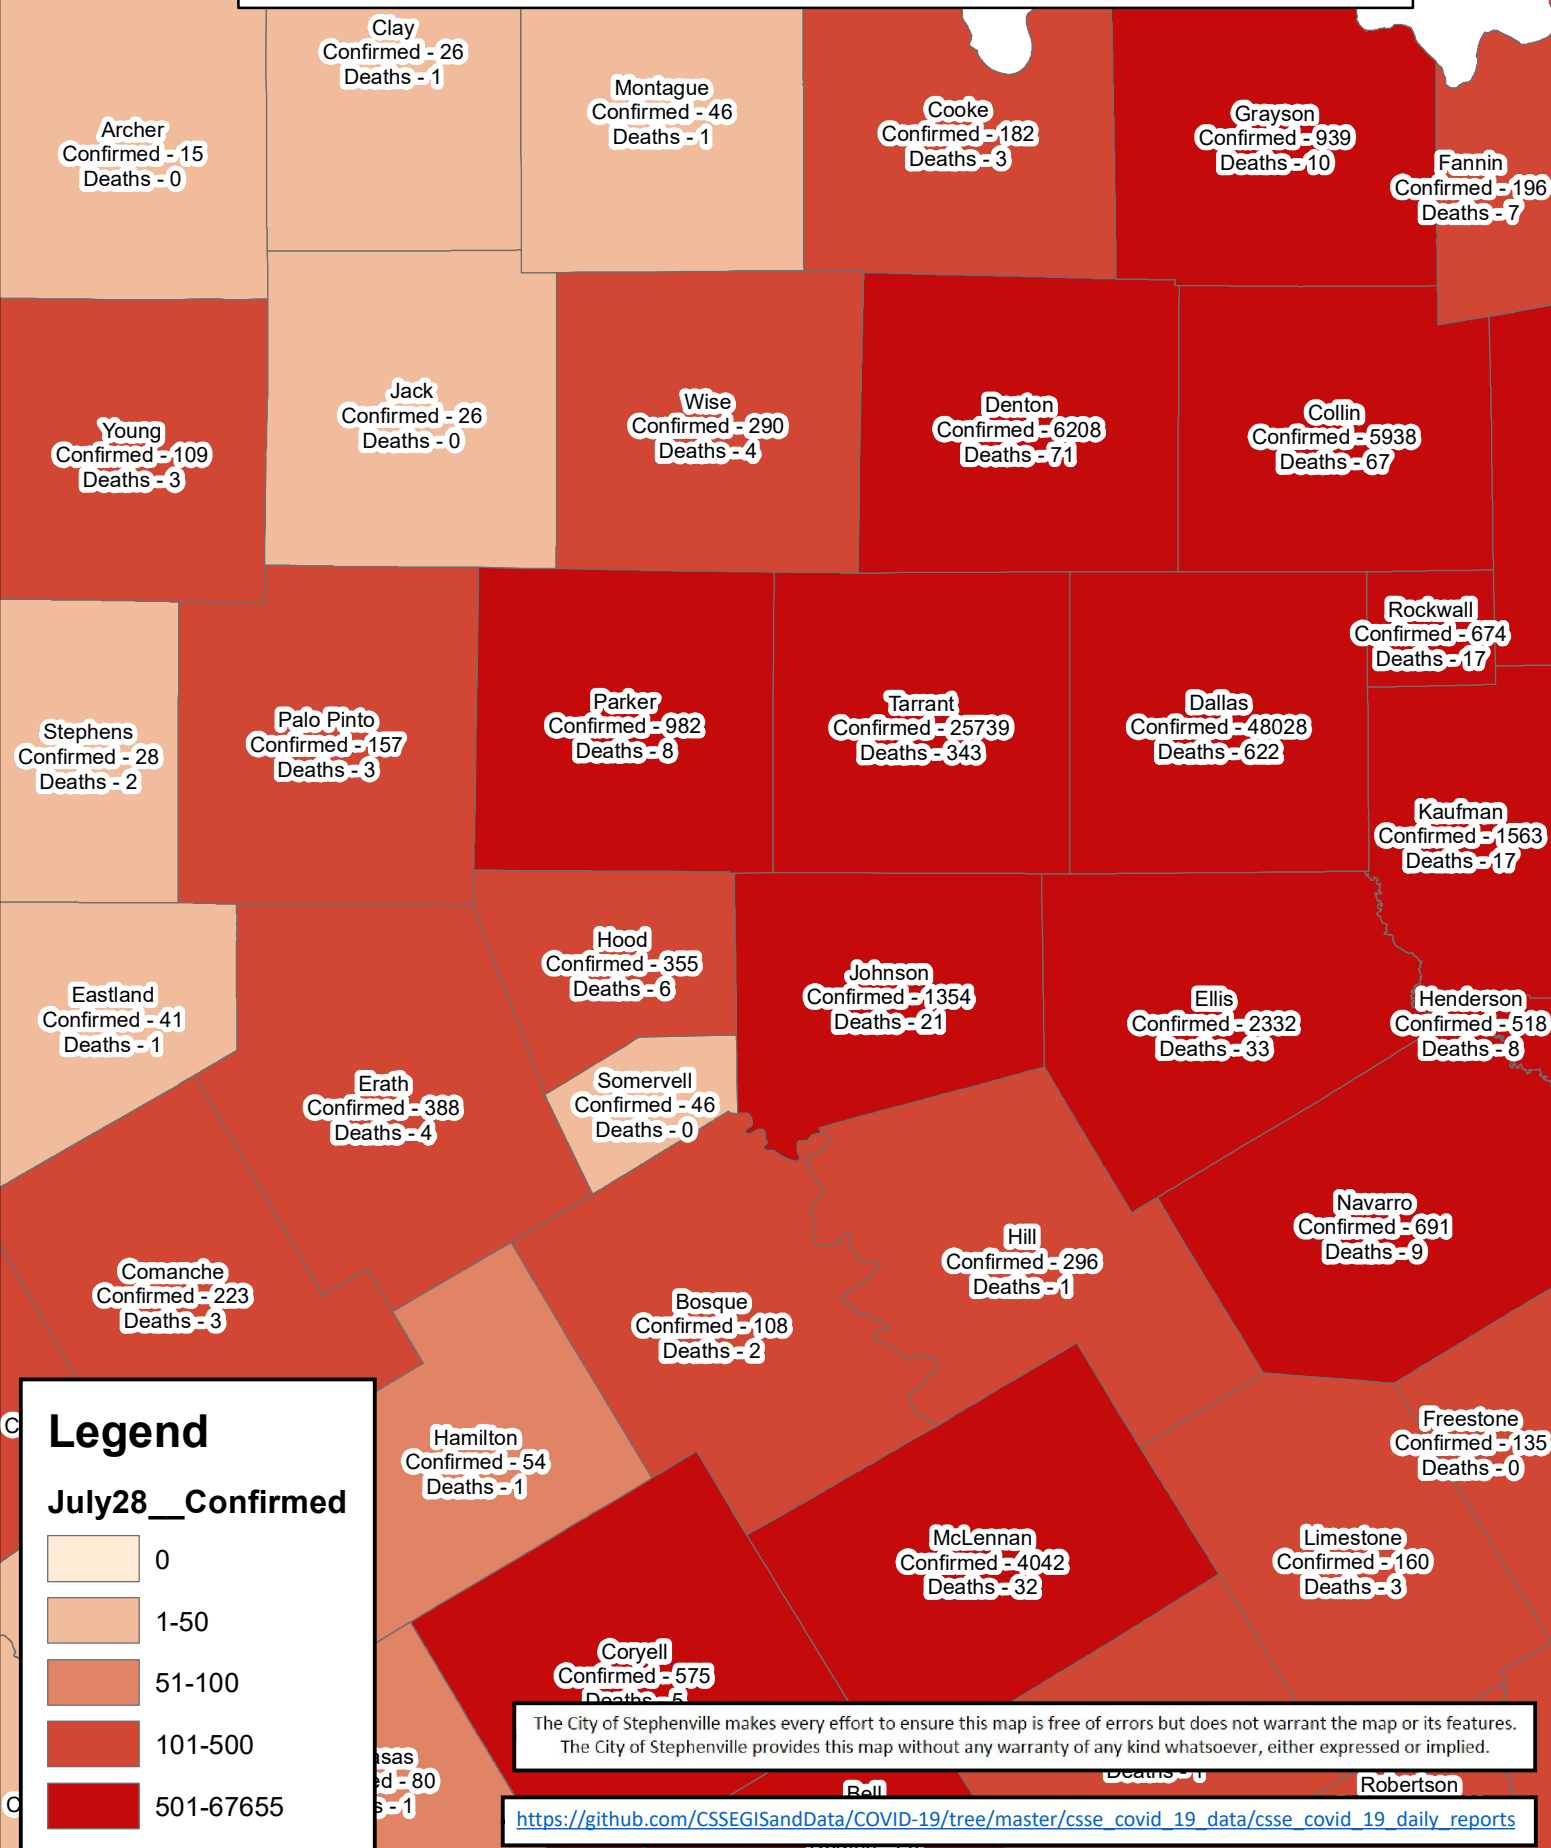 Clay
Confirmed - 26
Deaths - 1
Montague
Confirmed - 46
Deaths - 1
Cooke
Confirmed - 182
Deaths - 3
Grayson
Confirmed - 939
Deaths - 10
Archer
Confirmed - 15
Deaths - 0
Fannin
Confirmed - 196
Deaths - 7
Jack
Confirmed - 26
Deaths - 0
Wise
Confirmed - 290
Deaths - 4
Denton
Confirmed - 6208
Deaths - 71
Collin
Confirmed - 5938
Deaths - 67
Young
Confirmed - 109
Deaths - 3
Rockwall
Confirmed - 674
Deaths - 17
Stephens
Confirmed - 28
Deaths - 2
Palo Pinto
Confirmed - 157
Deaths - 3
Parker
Confirmed - 982
Deaths - 8
Tarrant
Confirmed - 25739
Deaths - 343
Dallas
Confirmed - 48028
Deaths - 622
Kaufman
Confirmed - 1563
Deaths - 17
Eastland
Confirmed - 41
Deaths - 1
Hood
Confirmed - 355
Deaths - 6
Johnson
Confirmed - 1354
Deaths - 21
Ellis
Confirmed - 2332
Deaths - 33
Henderson
Confirmed - 518
Deaths - 8
Erath
Confirmed - 388
Deaths - 4
Somervell
Confirmed - 46
Deaths - 0
Comanche
Confirmed - 223
Deaths - 3
Bosque
Confirmed - 108
Deaths - 2
Hill
Confirmed - 296
Deaths - 1
Navarro
Confirmed - 691
Deaths - 9
Hamilton
Confirmed - 54
Deaths - 1
Freestone
Confirmed - 135
Deaths - 0
McLennan
Confirmed - 4042
Deaths - 32
Limestone
Confirmed - 160
Deaths - 3
Coryell
Confirmed - 575
Deaths - 5
asas
ed - 80
s - 1
Deaths - 1
Bell
Robertson
Legend
July28__Confirmed
0
1-50
51-100
101-500
501-67655
The City of Stephenville makes every effort to ensure this map is free of errors but does not warrant the map or its features.
The City of Stephenville provides this map without any warranty of any kind whatsoever, either expressed or implied.
https://github.com/CSSEGISandData/COVID-19/tree/master/csse_covid_19_data/csse_covid_19_daily_reports